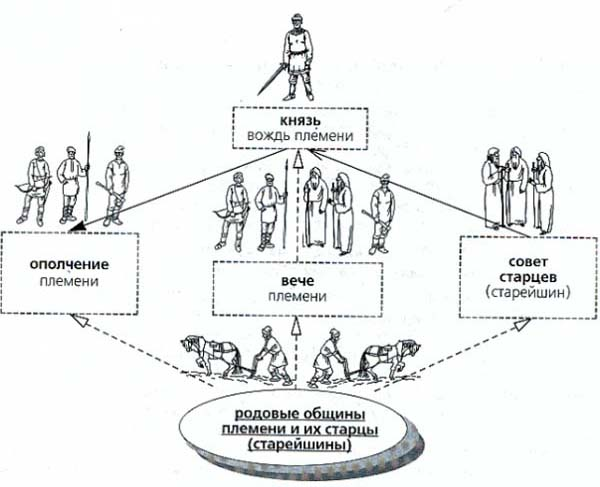 князь
вождь племени
ополчение
племени
вече
племени
совет
старцев
(старейшин)
родовые общины
племени и их старцы
(старейшины)